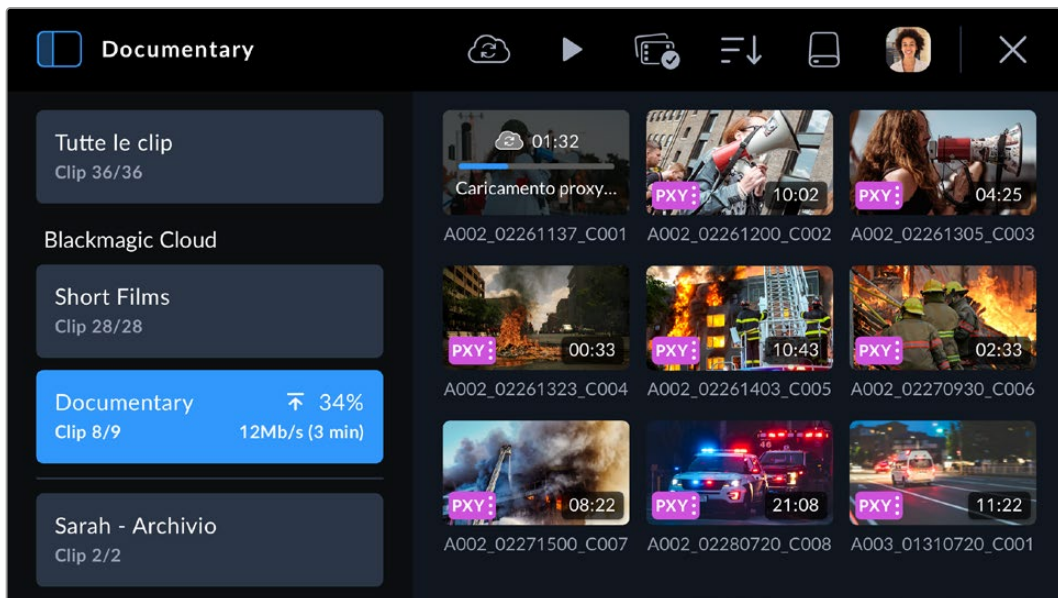 Documentary
Tutte le clip
Clip 36/36
Blackmagic Cloud
Short Films
Clip 28/28
Documentary 34%
Clip 8/9 12Mb/s (3 min)
Sarah - Archivio
Clip 2/2
01:32
Caricamento proxy...
PXY 10:02
PXY 04:25
A002_02261137_C001 A002_02261200_C002 A002_02261305_C003
PXY 00:33 PXY 10:43 PXY 02:33
A002_02261323_C004 A002_02261403_C005 A002_02270930_C006
46
PXY 08:22 PXY 21:08 PXY 11:22
A002_02271500_C007 A002_02280720_C008 A003_01310720_C001